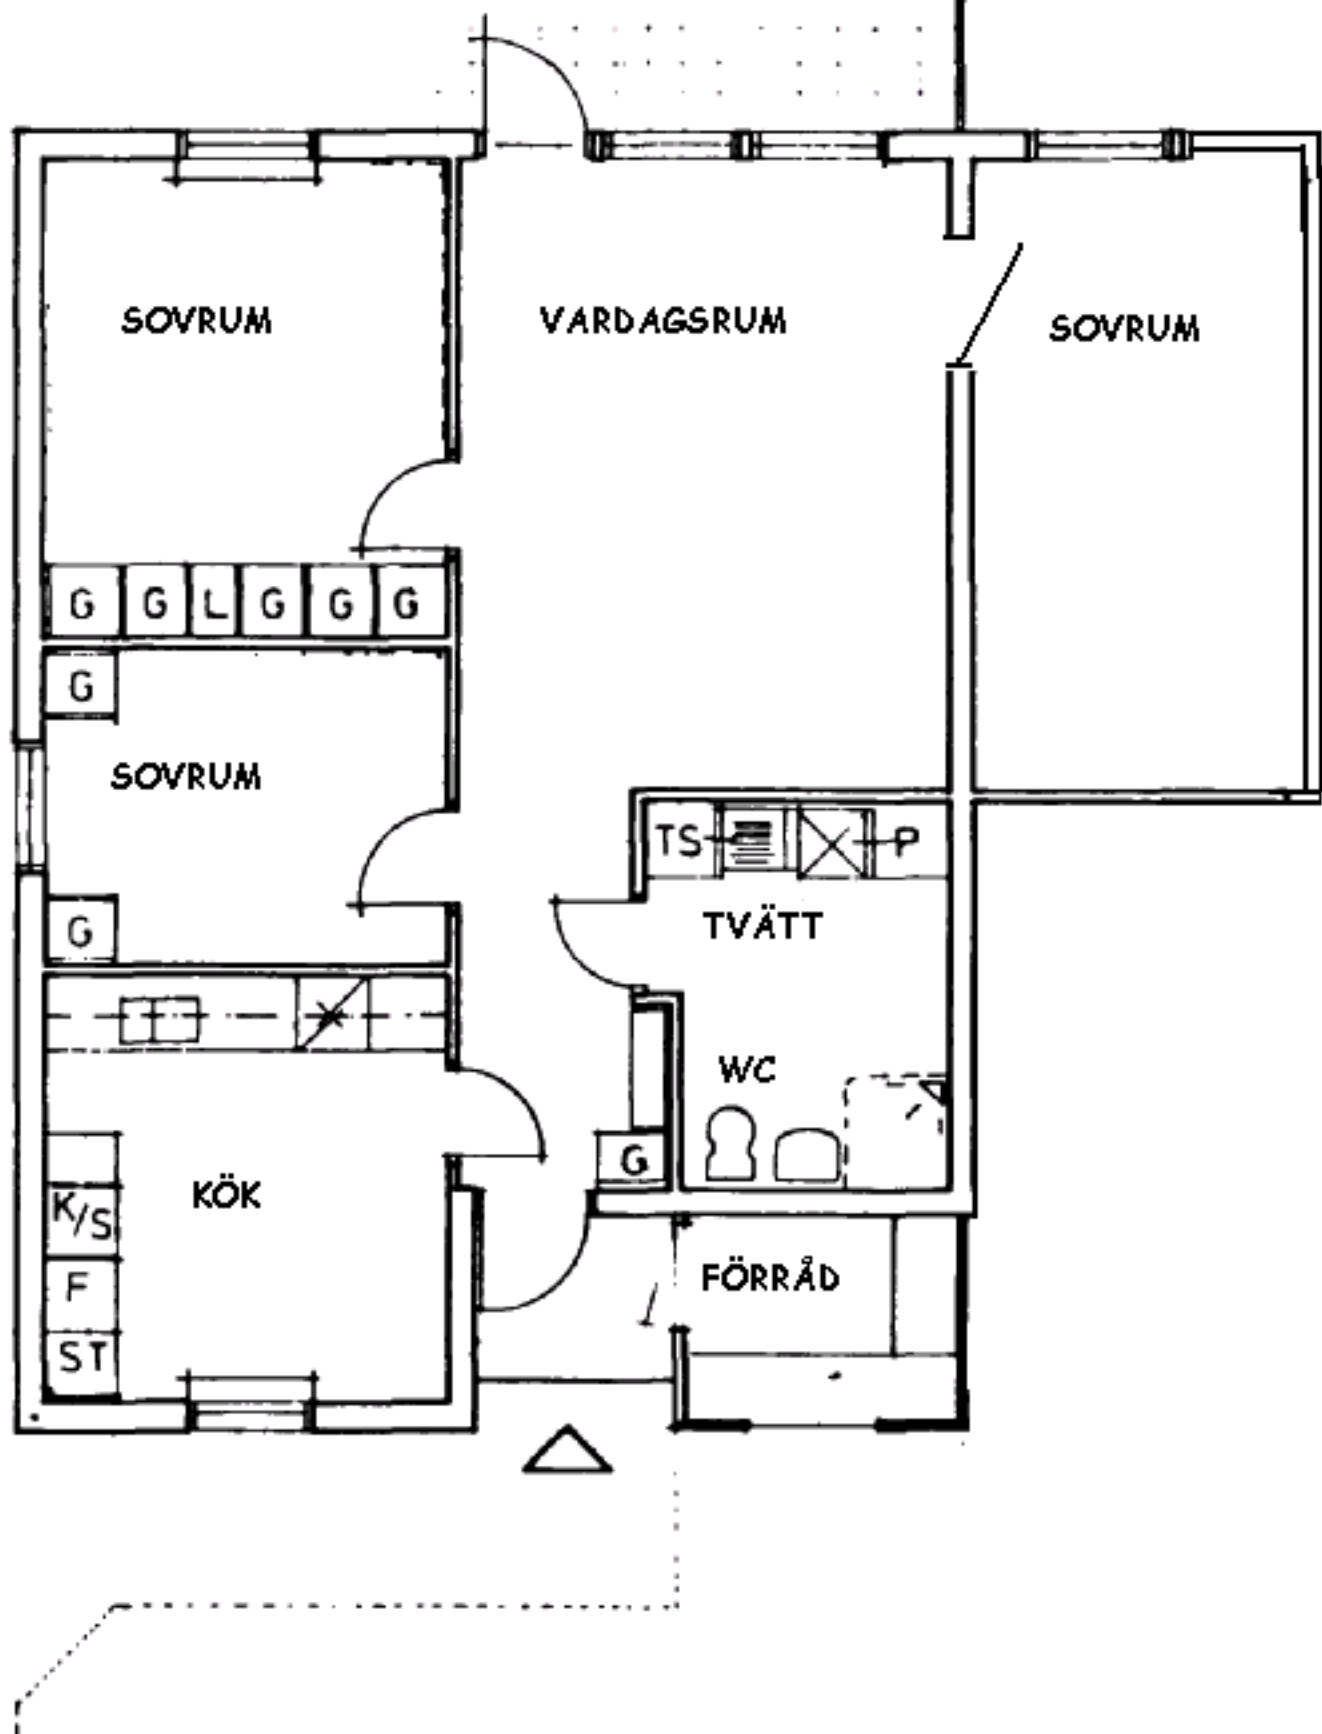 SOVRUM
VARDAGSRUM
SOVRUM
G
G
L
G
G
G
G
SOVRUM
TS
P
G
TVÄTT
WC
G
KÖK
K/S
F
ST
FÖRRÅD